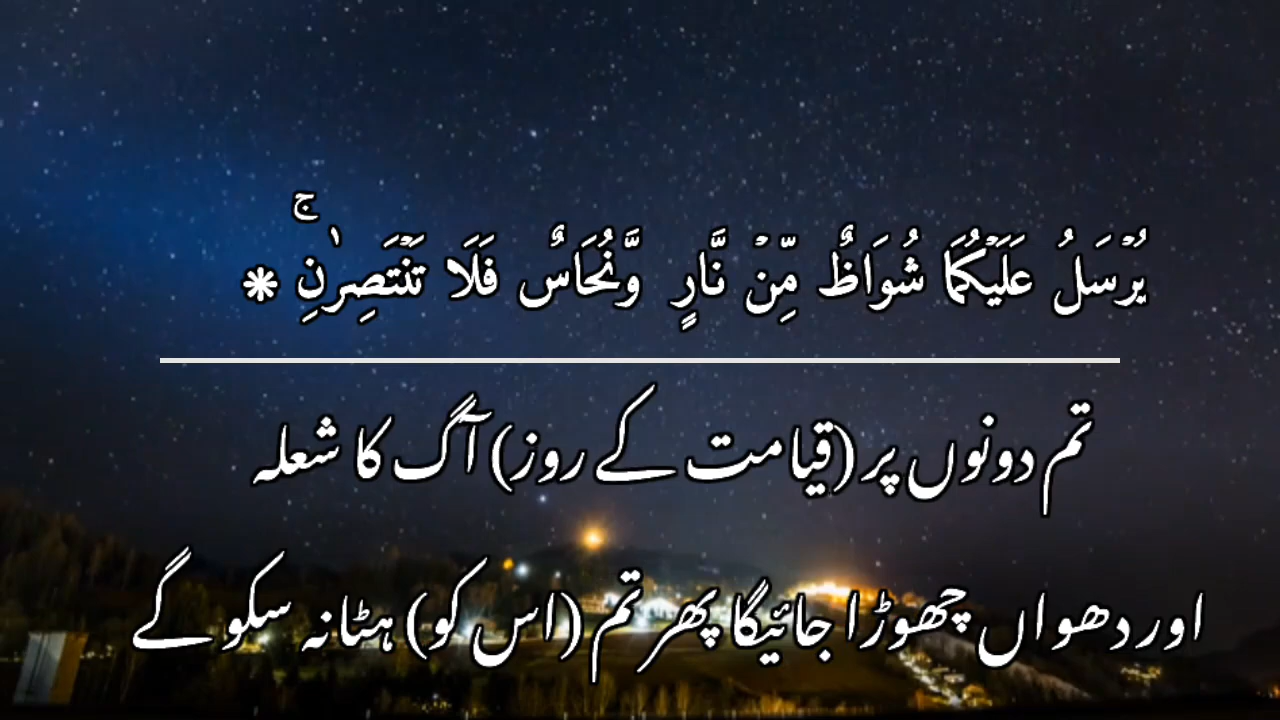 يُرۡسَلُ عَلَيۡكُمَا شُوَاظٌ مِّنۡ نَّارٍ وَّنُحَاسٌ فَلَا تَنۡتَصِرٰنِ‌ۚ *
تم دونوں پر (قیامت کے روز) آگ کا شعلہ
اور دھواں چھوڑا جائیگا پھر تم (اس کو) ہٹا نہ سکو گے